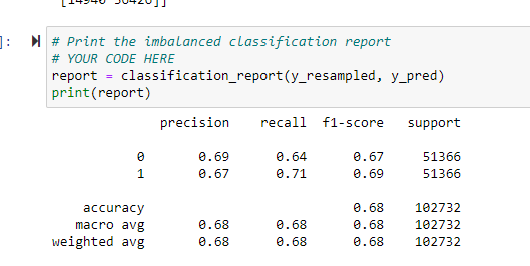 [14946 36420]]
]:
# Print the imbalanced classification report
# YOUR CODE HERE
report = classification_report(y_resampled, y_pred)
print(report)
precision recall f1-score support
0 0.69 0.64 0.67 51366
1 0.67 0.71 0.69 51366
accuracy 0.68 102732
macro avg 0.68 0.68 0.68 102732
weighted avg 0.68 0.68 0.68 102732